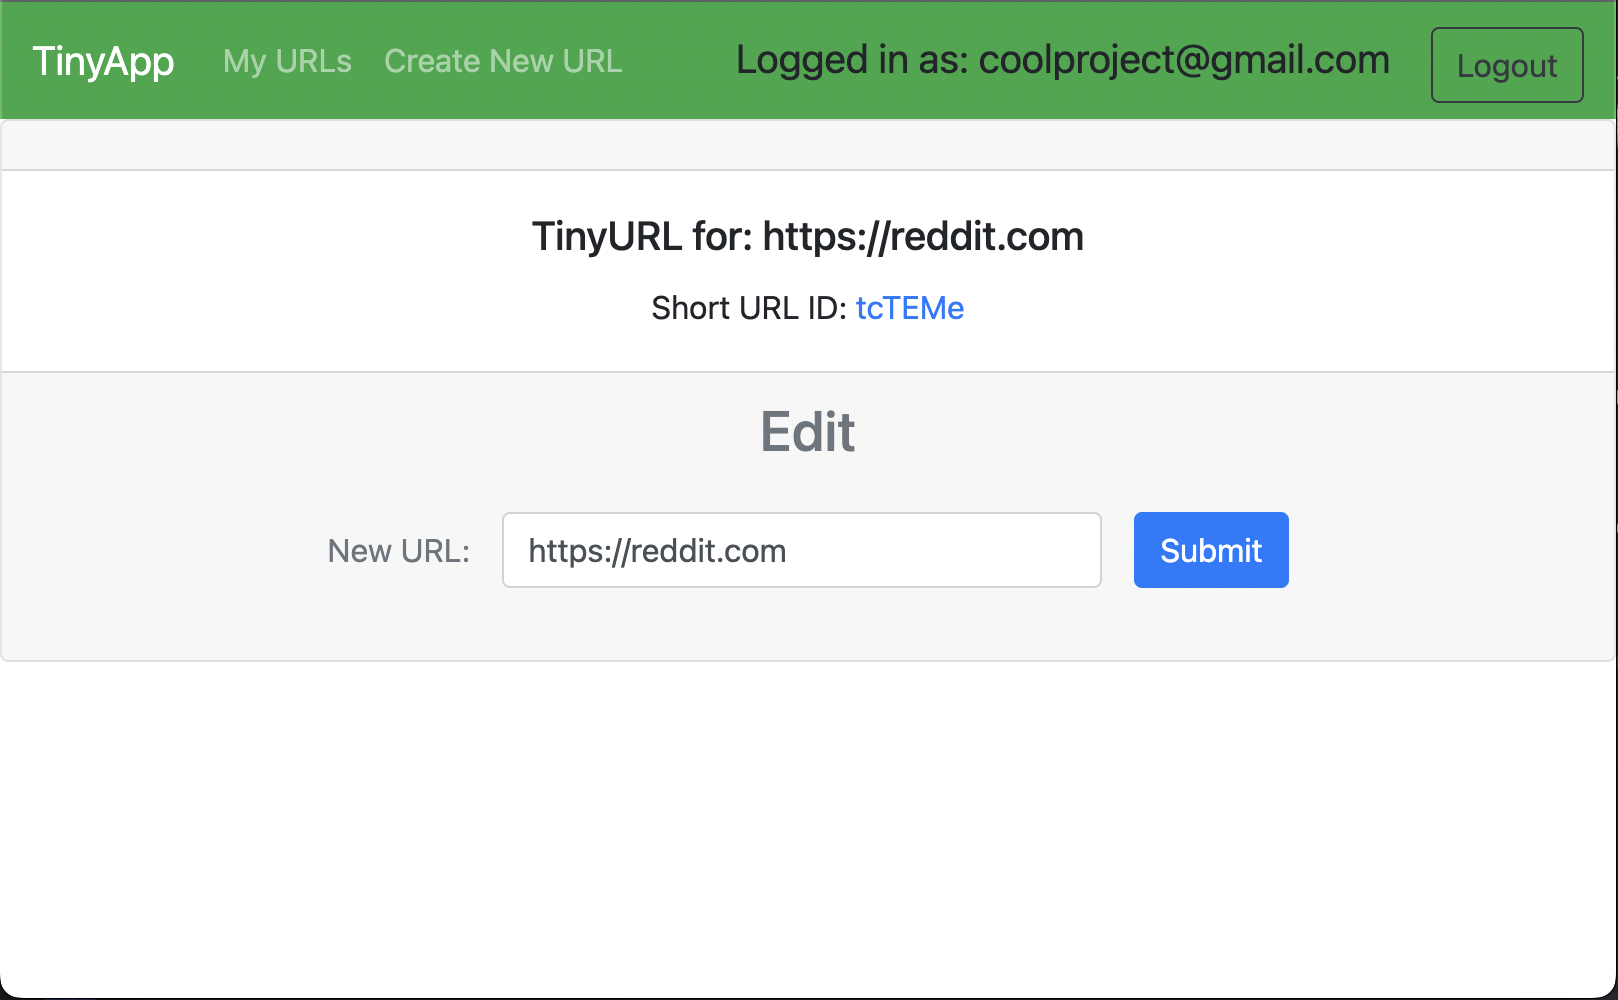 TinyApp My URLs Create New URL Logged in as: coolproject@gmail.com Logout
TinyURL for: https://reddit.com
Short URL ID: tcTEMe
Edit
New URL: https://reddit.com Submit